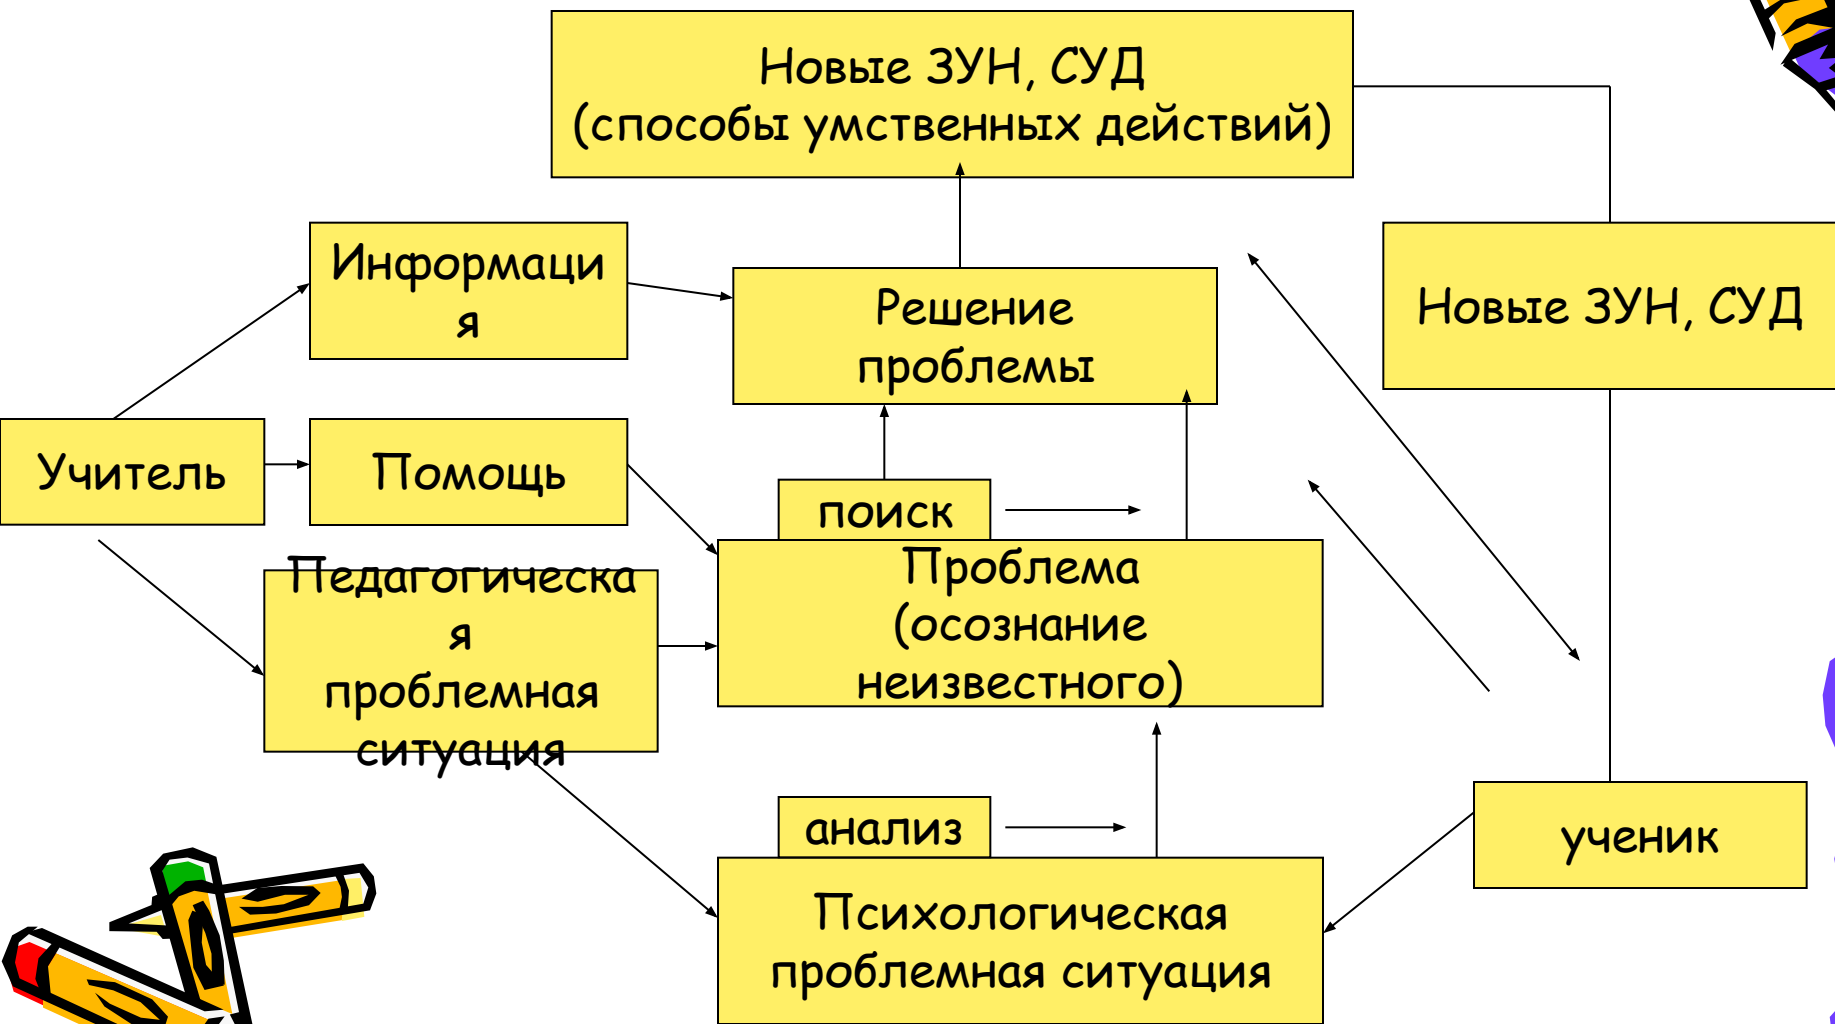 Новые ЗУН, СУД
(способы умственных действий)
Информаци
я
Решение
проблемы
Новые ЗУН, СУД
Учитель
Помощь
поиск
Педагогическа
я
проблемная
ситуация
Проблема
(осознание
неизвестного)
анализ
ученик
Психологическая
проблемная ситуация